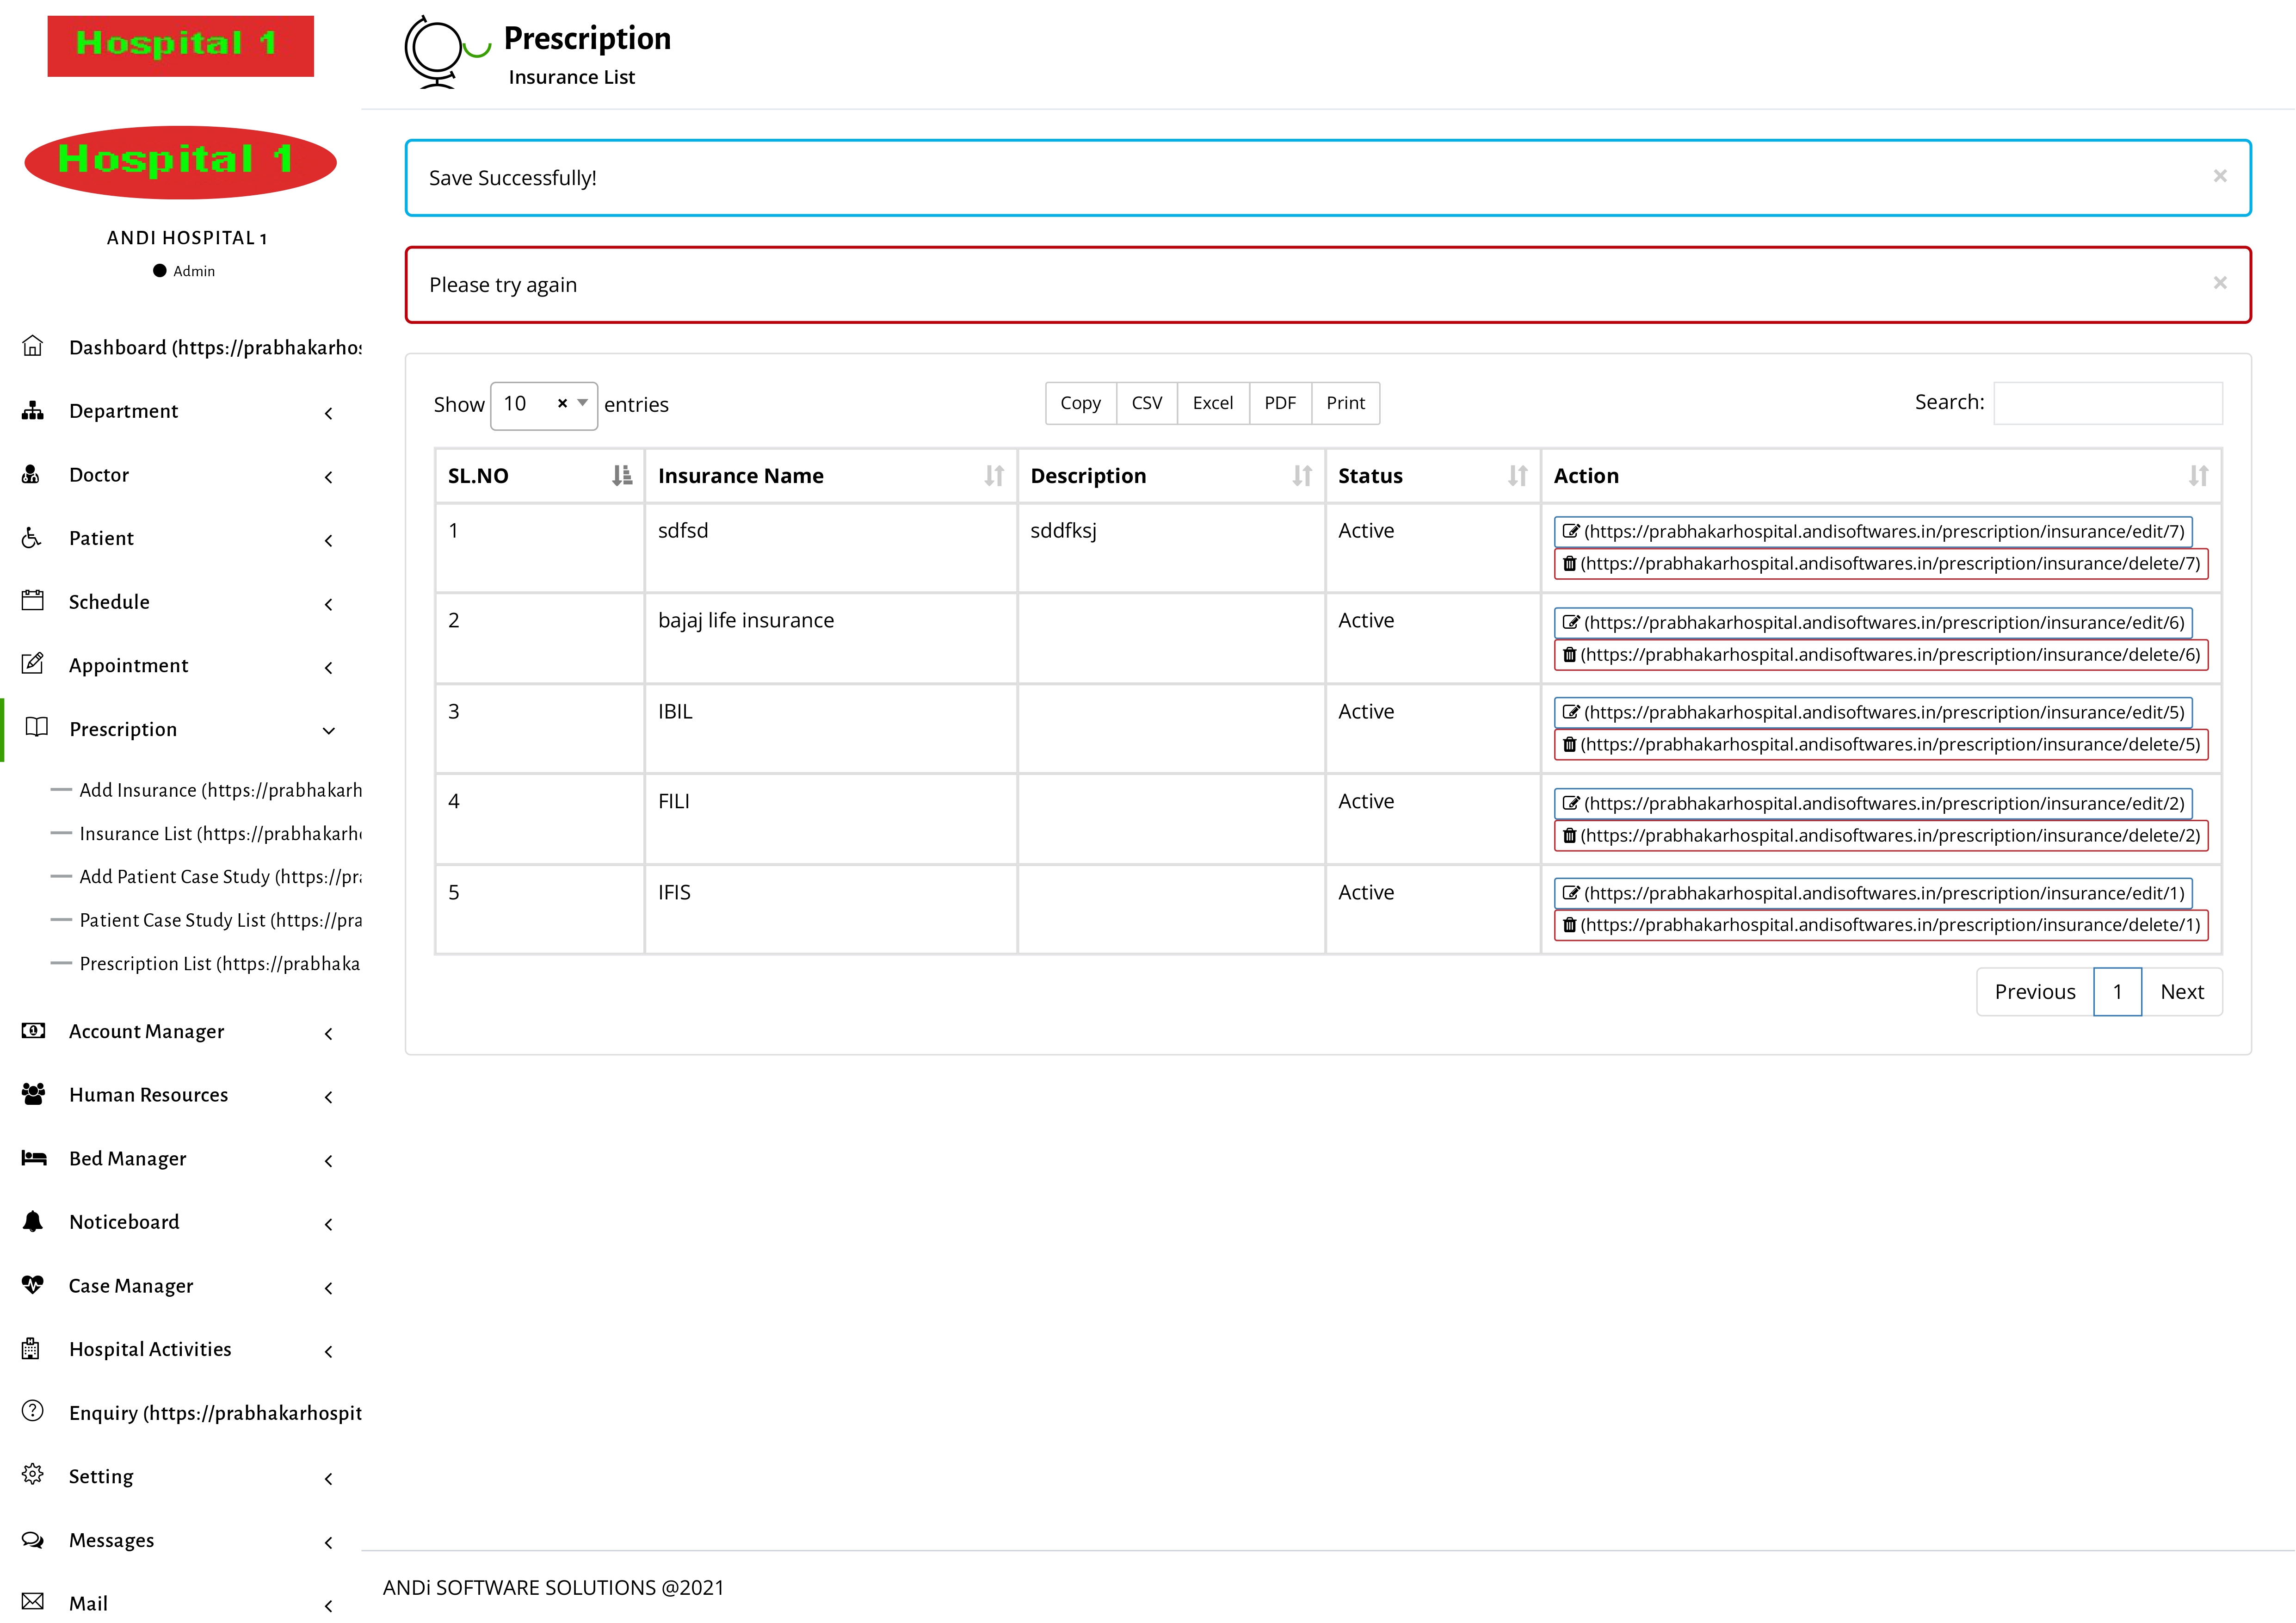 Hospital 1
Hospital 1
ANDI HOSPITAL 1
Admin
Dashboard (https://prabhakarhos
Department
Doctor
Patient
Schedule
Appointment
Prescription
Add Insurance (https://prabhakarh
Insurance List (https://prabhakarh
Add Patient Case Study (https://pr
Patient Case Study List (https://pra
Prescription List (https://prabhaka
Account Manager
Human Resources
Bed Manager
Noticeboard
Case Manager
Hospital Activities
Enquiry (https://prabhakarhospit
Setting
Messages
Mail
Prescription
Insurance List
Save Successfully! ×
Please try again ×
Show 10 × entries Copy CSV Excel PDF Print Search:
SL.NO Insurance Name Description Status Action
1 sdfsd sddfksj Active (https://prabhakarhospital.andisoftwares.in/prescription/insurance/edit/7)
(https://prabhakarhospital.andisoftwares.in/prescription/insurance/delete/7)
2 bajaj life insurance Active (https://prabhakarhospital.andisoftwares.in/prescription/insurance/edit/6)
(https://prabhakarhospital.andisoftwares.in/prescription/insurance/delete/6)
3 IBIL Active (https://prabhakarhospital.andisoftwares.in/prescription/insurance/edit/5)
(https://prabhakarhospital.andisoftwares.in/prescription/insurance/delete/5)
4 FILI Active (https://prabhakarhospital.andisoftwares.in/prescription/insurance/edit/2)
(https://prabhakarhospital.andisoftwares.in/prescription/insurance/delete/2)
5 IFIS Active (https://prabhakarhospital.andisoftwares.in/prescription/insurance/edit/1)
(https://prabhakarhospital.andisoftwares.in/prescription/insurance/delete/1)
Previous 1 Next
ANDi SOFTWARE SOLUTIONS @2021